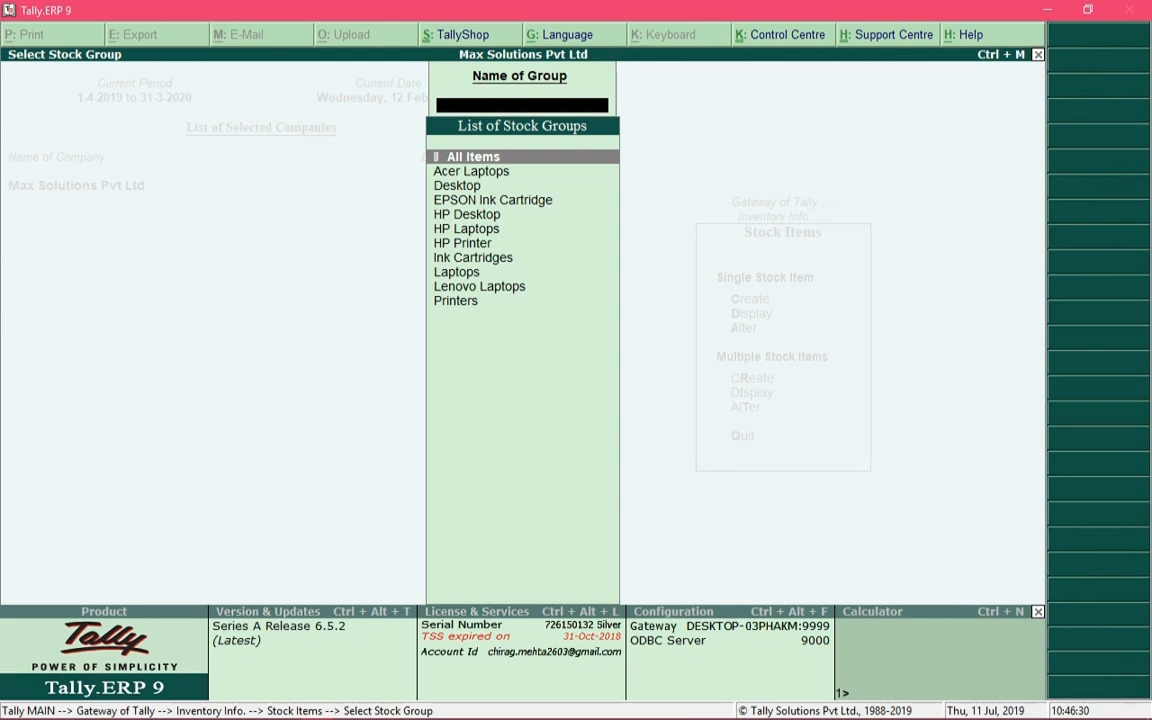 Tally.ERP 9
P: Print E: Export M: E-Mail O: Upload S: TallyShop G: Language K: Keyboard K: Control Centre H: Support Centre H: Help
Select Stock Group Max Solutions Pvt Ltd Ctrl + M
Name of Group
Current Period Current Date
1-4-2019 to 31-3-2020 Wednesday, 12 Feb
List of Selected Companies
Name of Company
Max Solutions Pvt Ltd
List of Stock Groups
All Items
Acer Laptops
Desktop
EPSON Ink Cartridge
HP Desktop
HP Laptops
HP Printer
Ink Cartridges
Laptops
Lenovo Laptops
Printers
Gateway of Tally ....
Inventory Info. ....
Stock Items
Single Stock Item
Create
Display
Alter
Multiple Stock Items
CReate
DIsplay
AlTer
Quit
Product
Tally
POWER OF SIMPLICITY
Tally.ERP 9
Version & Updates Ctrl + Alt + T
Series A Release 6.5.2
(Latest)
License & Services Ctrl + Alt + L
Serial Number 726150132 Silver
TSS expired on 31-Oct-2018
Account Id chirag.mehta2603@gmail.com
Configuration Ctrl + Alt + F
Gateway DESKTOP-03PHAKM:9999
ODBC Server 9000
Calculator Ctrl + N
1>
Tally MAIN --> Gateway of Tally --> Inventory Info. --> Stock Items --> Select Stock Group © Tally Solutions Pvt Ltd., 1988-2019 Thu, 11 Jul, 2019 10:46:30